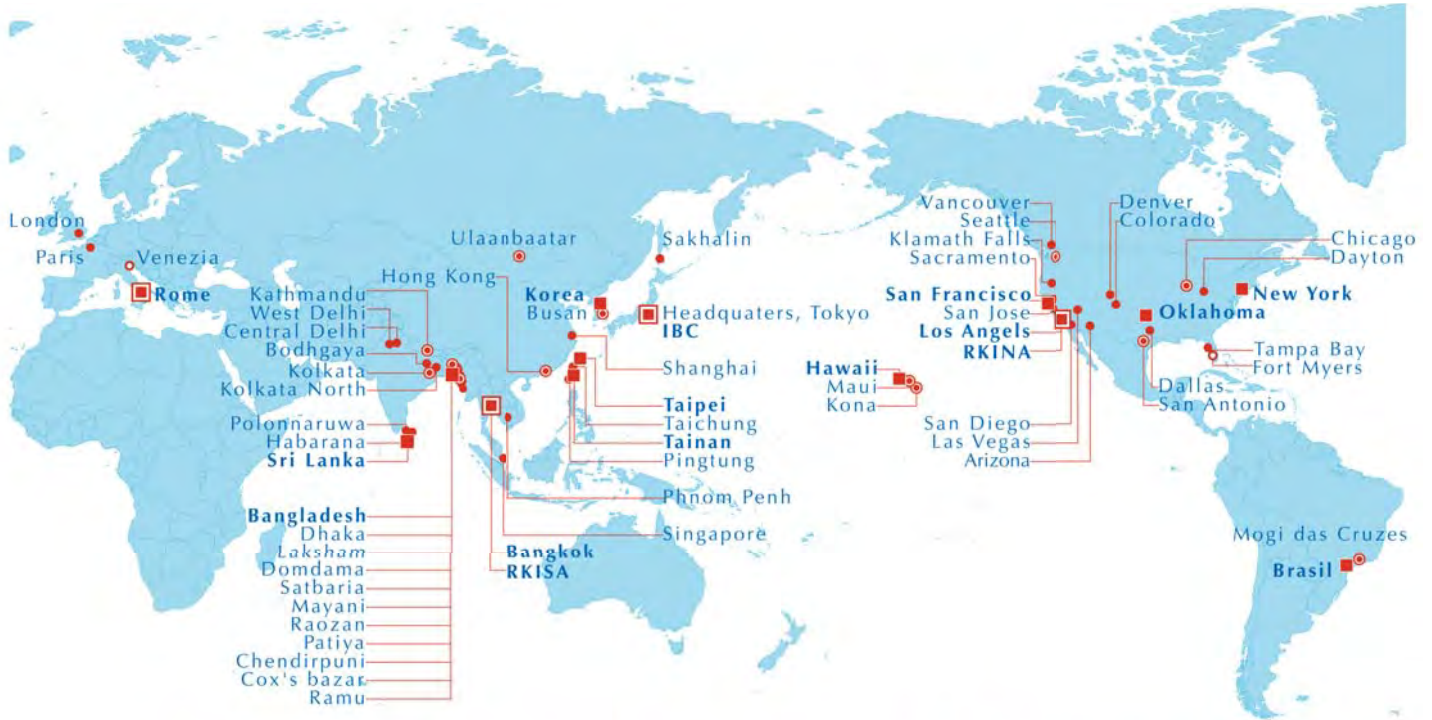 London
Paris
Venezia
Rome
Ulaanbaatar
Hong Kong
Sakhalin
Korea
Busan
Headquaters, Tokyo
IBC
Kathmandu
West Delhi
Central Delhi
Bodhgaya
Kolkata
Kolkata North
Polonnaruwa
Habarana
Sri Lanka
Shanghai
Taipei
Taichung
Tainan
Pingtung
Phnom Penh
Singapore
Bangkok
RKISA
Bangladesh
Dhaka
Laksham
Domdama
Satbaria
Mayani
Raozan
Patiya
Chendirpuni
Cox's bazar
Ramu
Vancouver
Seattle
Klamath Falls
Sacramento
San Francisco
San Jose
Los Angels
RKINA
Hawaii
Maui
Kona
San Diego
Las Vegas
Arizona
Denver
Colorado
Chicago
Dayton
New York
Oklahoma
Tampa Bay
Fort Myers
Dallas
San Antonio
Mogi das Cruzes
Brasil